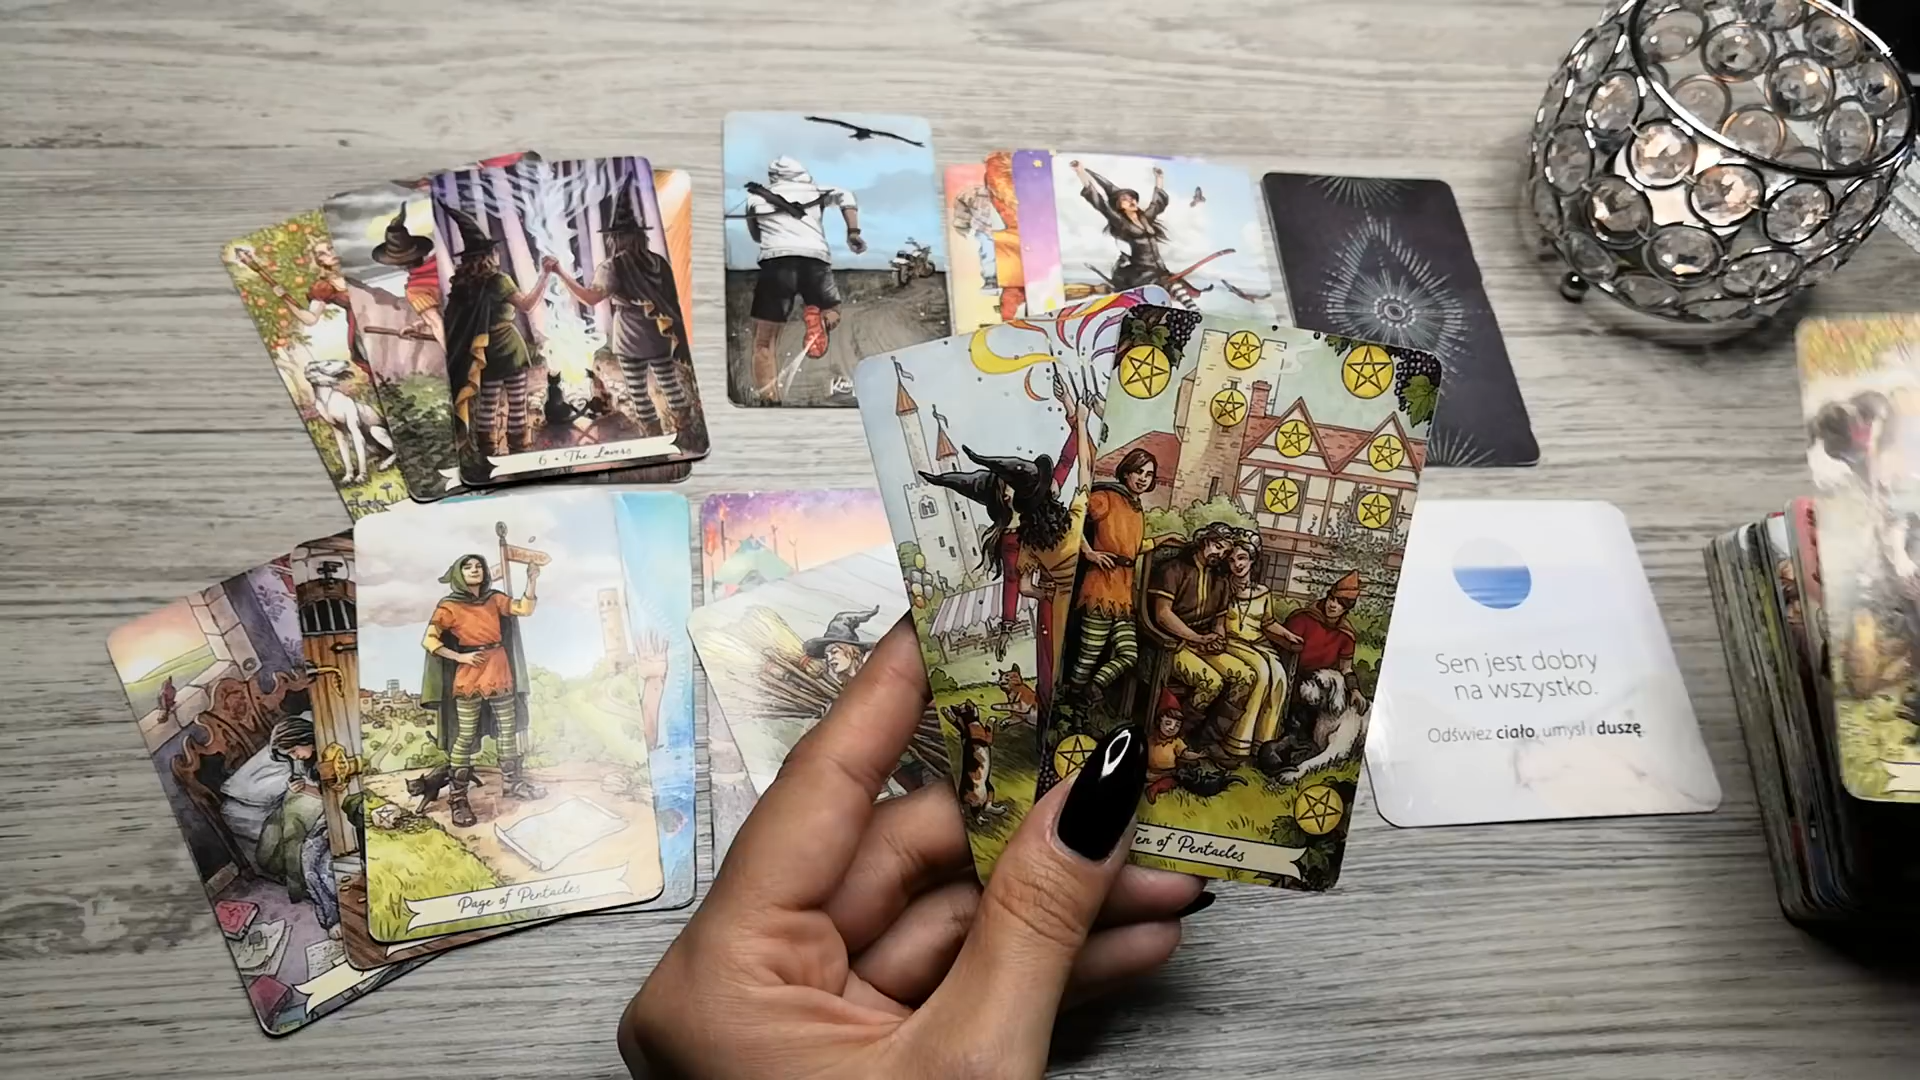 6 • The Lovers
Page of Pentacles
Ten of Pentacles
Sen jest dobry
na wszystko.
Odśwież ciało, umysł i duszę.